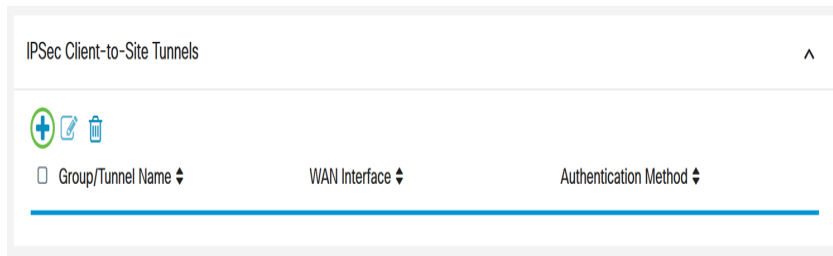 IPSec Client-to-Site Tunnels
Group/Tunnel Name WAN Interface Authentication Method